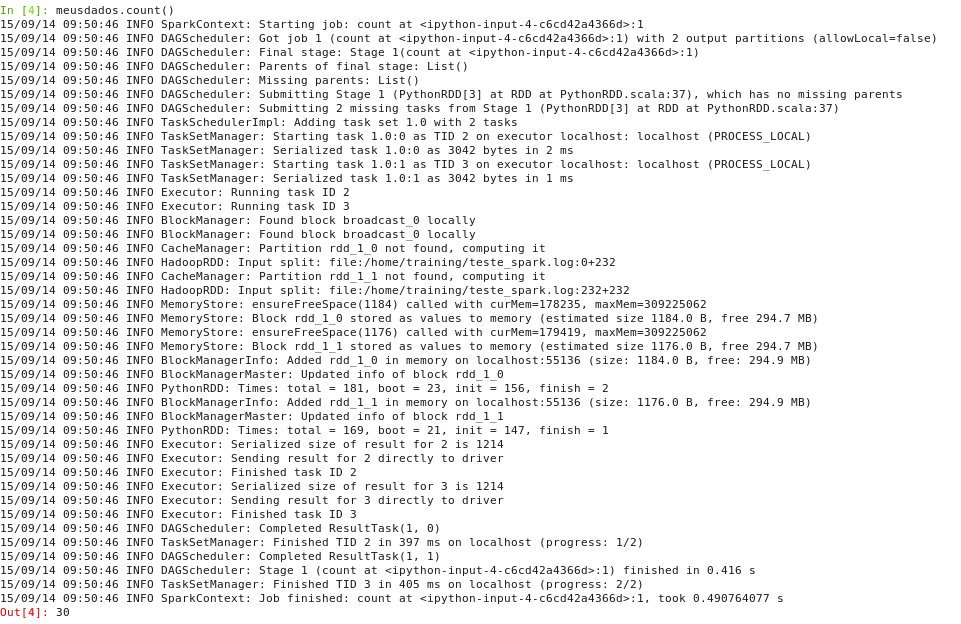 In [4]: meusdados.count()
15/09/14 09:50:46 INFO SparkContext: Starting job: count at <ipython-input-4-c6cd42a4366d>:1
15/09/14 09:50:46 INFO DAGScheduler: Got job 1 (count at <ipython-input-4-c6cd42a4366d>:1) with 2 output partitions (allowLocal=false)
15/09/14 09:50:46 INFO DAGScheduler: Final stage: Stage 1(count at <ipython-input-4-c6cd42a4366d>:1)
15/09/14 09:50:46 INFO DAGScheduler: Parents of final stage: List()
15/09/14 09:50:46 INFO DAGScheduler: Missing parents: List()
15/09/14 09:50:46 INFO DAGScheduler: Submitting Stage 1 (PythonRDD[3] at RDD at PythonRDD.scala:37), which has no missing parents
15/09/14 09:50:46 INFO DAGScheduler: Submitting 2 missing tasks from Stage 1 (PythonRDD[3] at RDD at PythonRDD.scala:37)
15/09/14 09:50:46 INFO TaskSchedulerImpl: Adding task set 1.0 with 2 tasks
15/09/14 09:50:46 INFO TaskSetManager: Starting task 1.0:0 as TID 2 on executor localhost: localhost (PROCESS_LOCAL)
15/09/14 09:50:46 INFO TaskSetManager: Serialized task 1.0:0 as 3042 bytes in 2 ms
15/09/14 09:50:46 INFO TaskSetManager: Starting task 1.0:1 as TID 3 on executor localhost: localhost (PROCESS_LOCAL)
15/09/14 09:50:46 INFO TaskSetManager: Serialized task 1.0:1 as 3042 bytes in 1 ms
15/09/14 09:50:46 INFO Executor: Running task ID 2
15/09/14 09:50:46 INFO Executor: Running task ID 3
15/09/14 09:50:46 INFO BlockManager: Found block broadcast_0 locally
15/09/14 09:50:46 INFO BlockManager: Found block broadcast_0 locally
15/09/14 09:50:46 INFO CacheManager: Partition rdd_1_0 not found, computing it
15/09/14 09:50:46 INFO HadoopRDD: Input split: file:/home/training/teste_spark.log:0+232
15/09/14 09:50:46 INFO CacheManager: Partition rdd_1_1 not found, computing it
15/09/14 09:50:46 INFO HadoopRDD: Input split: file:/home/training/teste_spark.log:232+232
15/09/14 09:50:46 INFO MemoryStore: ensureFreeSpace(1184) called with curMem=178235, maxMem=309225062
15/09/14 09:50:46 INFO MemoryStore: Block rdd_1_0 stored as values to memory (estimated size 1184.0 B, free 294.7 MB)
15/09/14 09:50:46 INFO MemoryStore: ensureFreeSpace(1176) called with curMem=179419, maxMem=309225062
15/09/14 09:50:46 INFO MemoryStore: Block rdd_1_1 stored as values to memory (estimated size 1176.0 B, free 294.7 MB)
15/09/14 09:50:46 INFO BlockManagerInfo: Added rdd_1_0 in memory on localhost:55136 (size: 1184.0 B, free: 294.9 MB)
15/09/14 09:50:46 INFO BlockManagerMaster: Updated info of block rdd_1_0
15/09/14 09:50:46 INFO PythonRDD: Times: total = 181, boot = 23, init = 156, finish = 2
15/09/14 09:50:46 INFO BlockManagerInfo: Added rdd_1_1 in memory on localhost:55136 (size: 1176.0 B, free: 294.9 MB)
15/09/14 09:50:46 INFO BlockManagerMaster: Updated info of block rdd_1_1
15/09/14 09:50:46 INFO PythonRDD: Times: total = 169, boot = 21, init = 147, finish = 1
15/09/14 09:50:46 INFO Executor: Serialized size of result for 2 is 1214
15/09/14 09:50:46 INFO Executor: Sending result for 2 directly to driver
15/09/14 09:50:46 INFO Executor: Finished task ID 2
15/09/14 09:50:46 INFO Executor: Serialized size of result for 3 is 1214
15/09/14 09:50:46 INFO Executor: Sending result for 3 directly to driver
15/09/14 09:50:46 INFO Executor: Finished task ID 3
15/09/14 09:50:46 INFO DAGScheduler: Completed ResultTask(1, 0)
15/09/14 09:50:46 INFO TaskSetManager: Finished TID 2 in 397 ms on localhost (progress: 1/2)
15/09/14 09:50:46 INFO DAGScheduler: Completed ResultTask(1, 1)
15/09/14 09:50:46 INFO DAGScheduler: Stage 1 (count at <ipython-input-4-c6cd42a4366d>:1) finished in 0.416 s
15/09/14 09:50:46 INFO TaskSetManager: Finished TID 3 in 405 ms on localhost (progress: 2/2)
15/09/14 09:50:46 INFO SparkContext: Job finished: count at <ipython-input-4-c6cd42a4366d>:1, took 0.490764077 s
Out[4]: 30